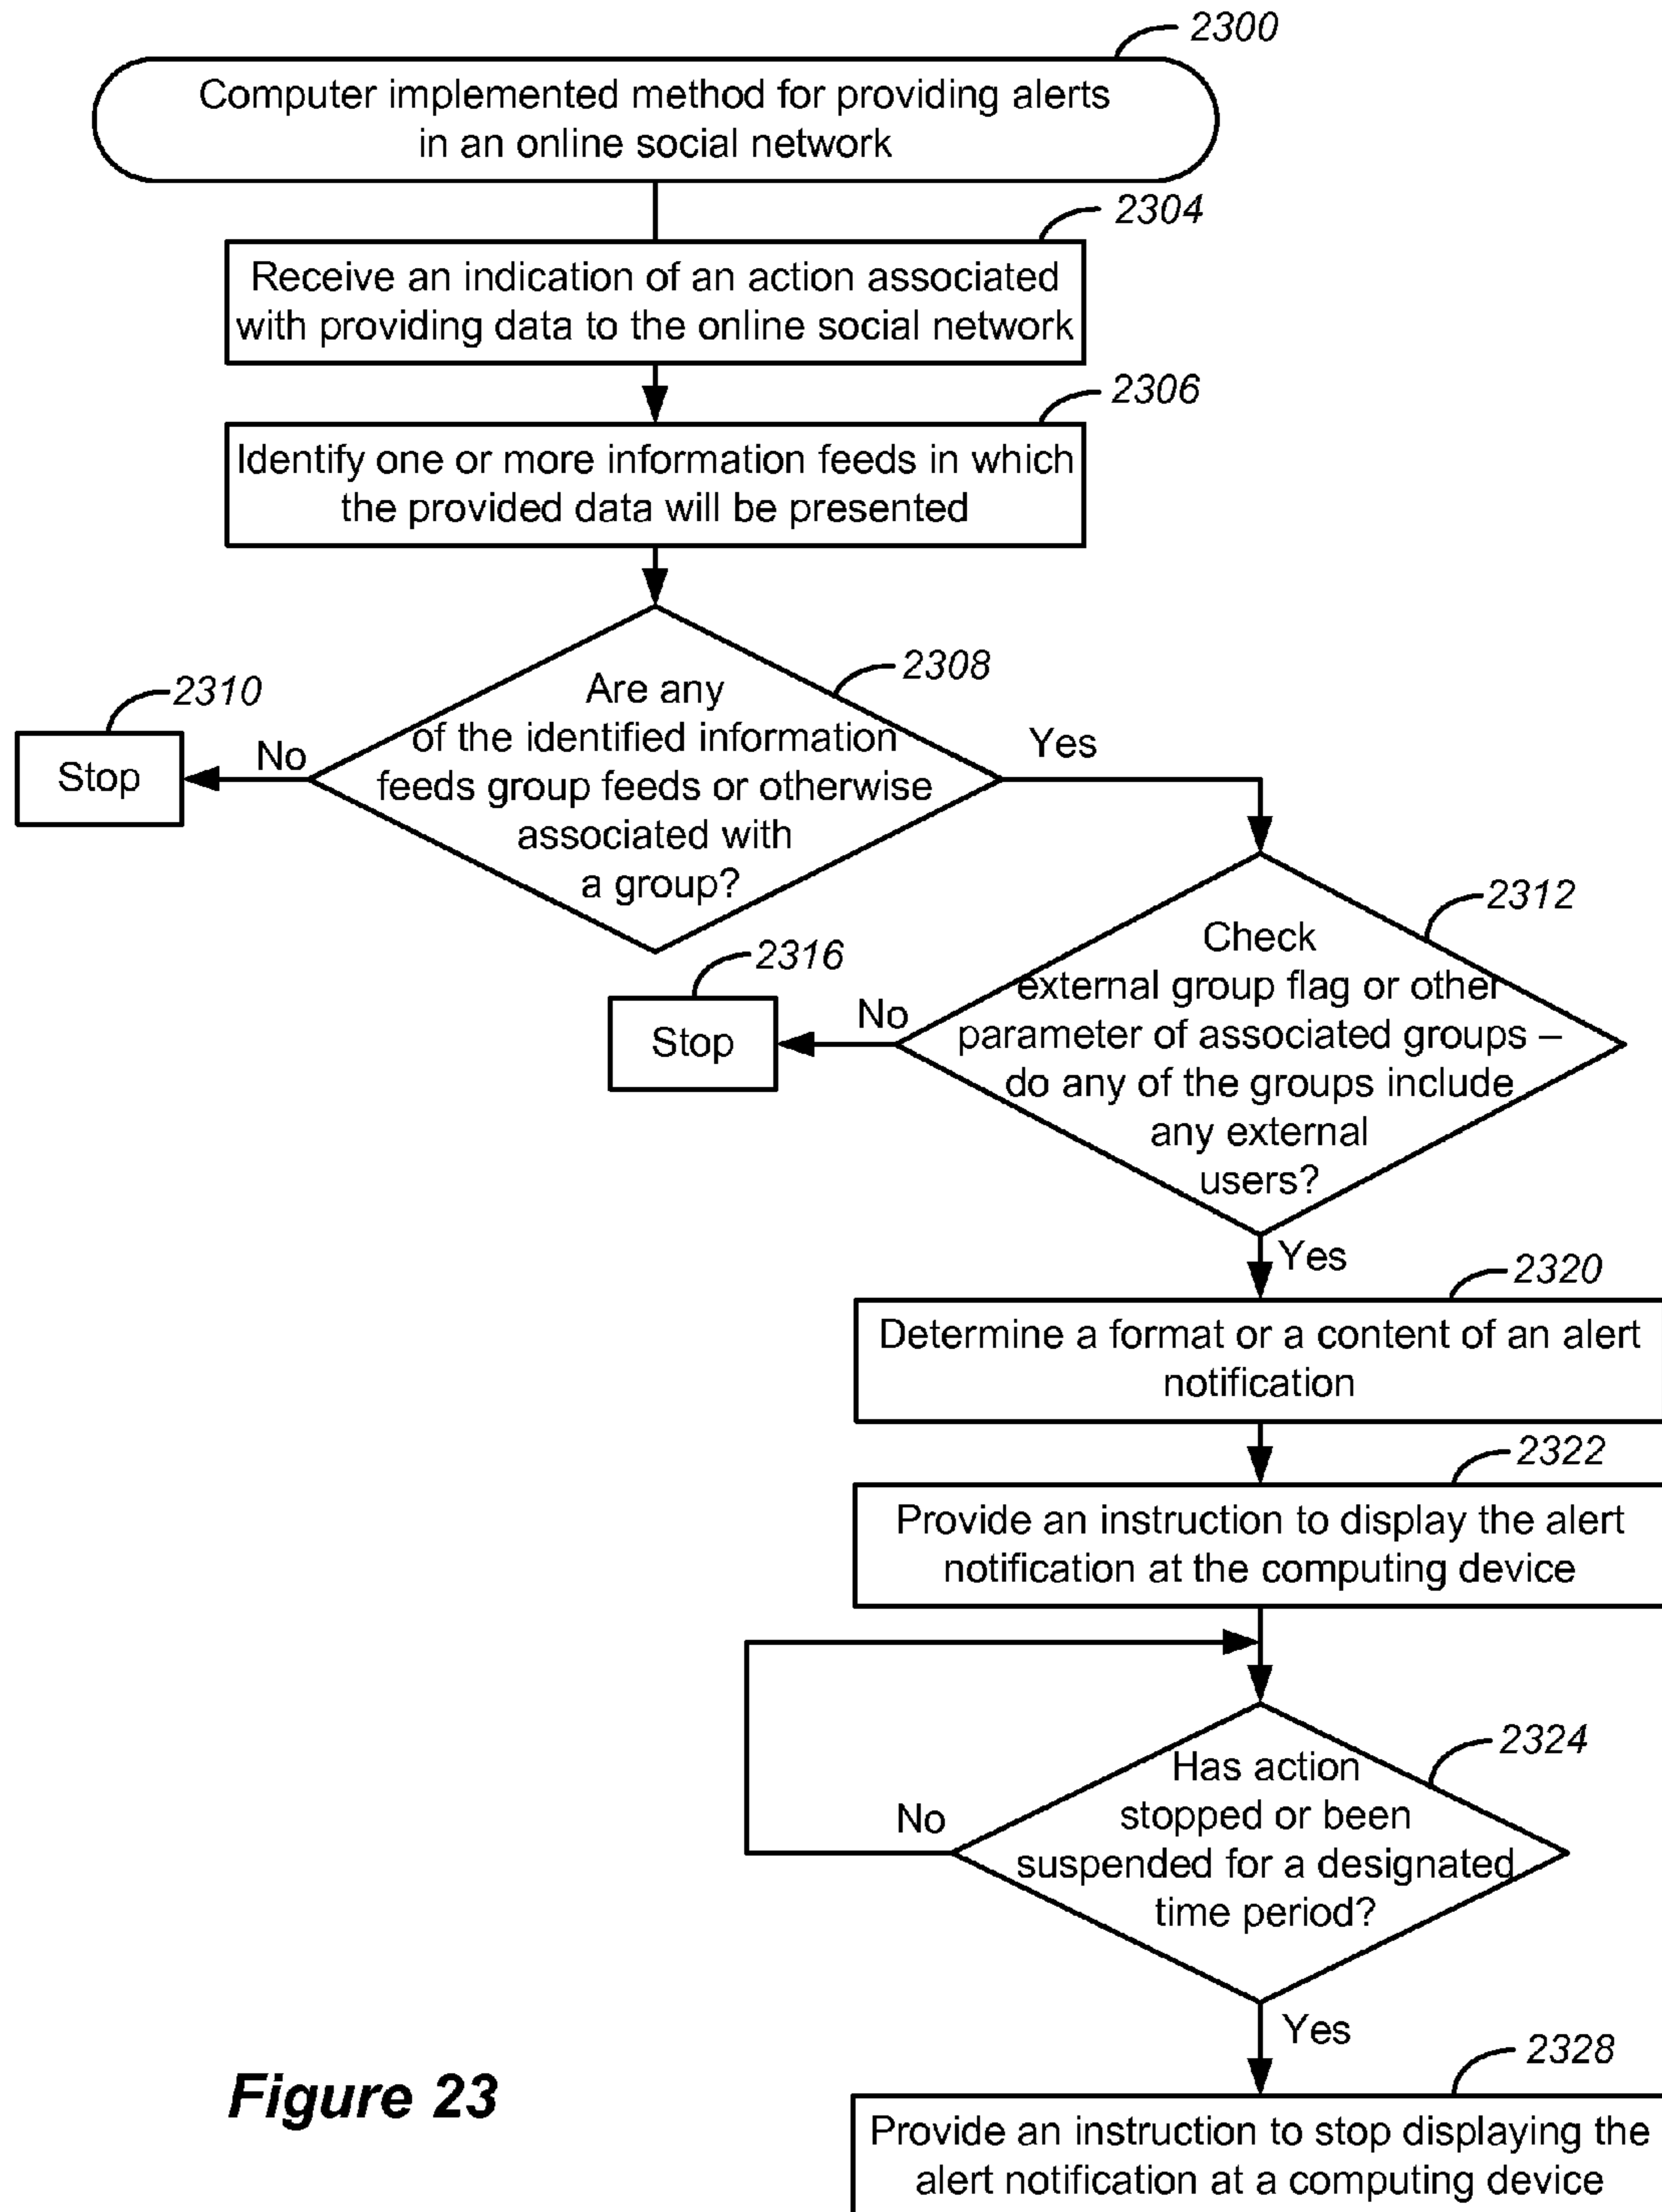 2300
Computer implemented method for providing alerts
in an online social network
2304
Receive an indication of an action associated
with providing data to the online social network
2306
Identify one or more information feeds in which
the provided data will be presented
2308
Are any
of the identified information
feeds group feeds or otherwise
associated with
a group?
2310
Stop
No
Yes
2312
Check
external group flag or other
parameter of associated groups –
do any of the groups include
any external
users?
2316
Stop
No
Yes
2320
Determine a format or a content of an alert
notification
2322
Provide an instruction to display the alert
notification at the computing device
2324
Has action
stopped or been
suspended for a designated
time period?
No
Yes
2328
Provide an instruction to stop displaying the
alert notification at a computing device
Figure 23